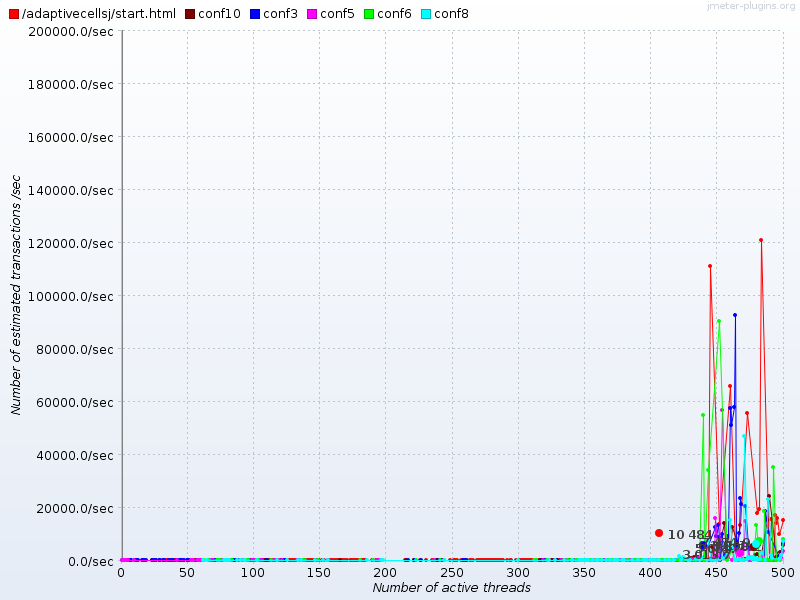 /adaptivecellsj/start.html conf10 conf3 conf5 conf6 conf8
jmeter-plugins.org
200000.0/sec
180000.0/sec
160000.0/sec
140000.0/sec
120000.0/sec
100000.0/sec
80000.0/sec
60000.0/sec
40000.0/sec
20000.0/sec
0.0/sec
Number of estimated transactions /sec
10 484
0 50 100 150 200 250 300 350 400 450 500
Number of active threads